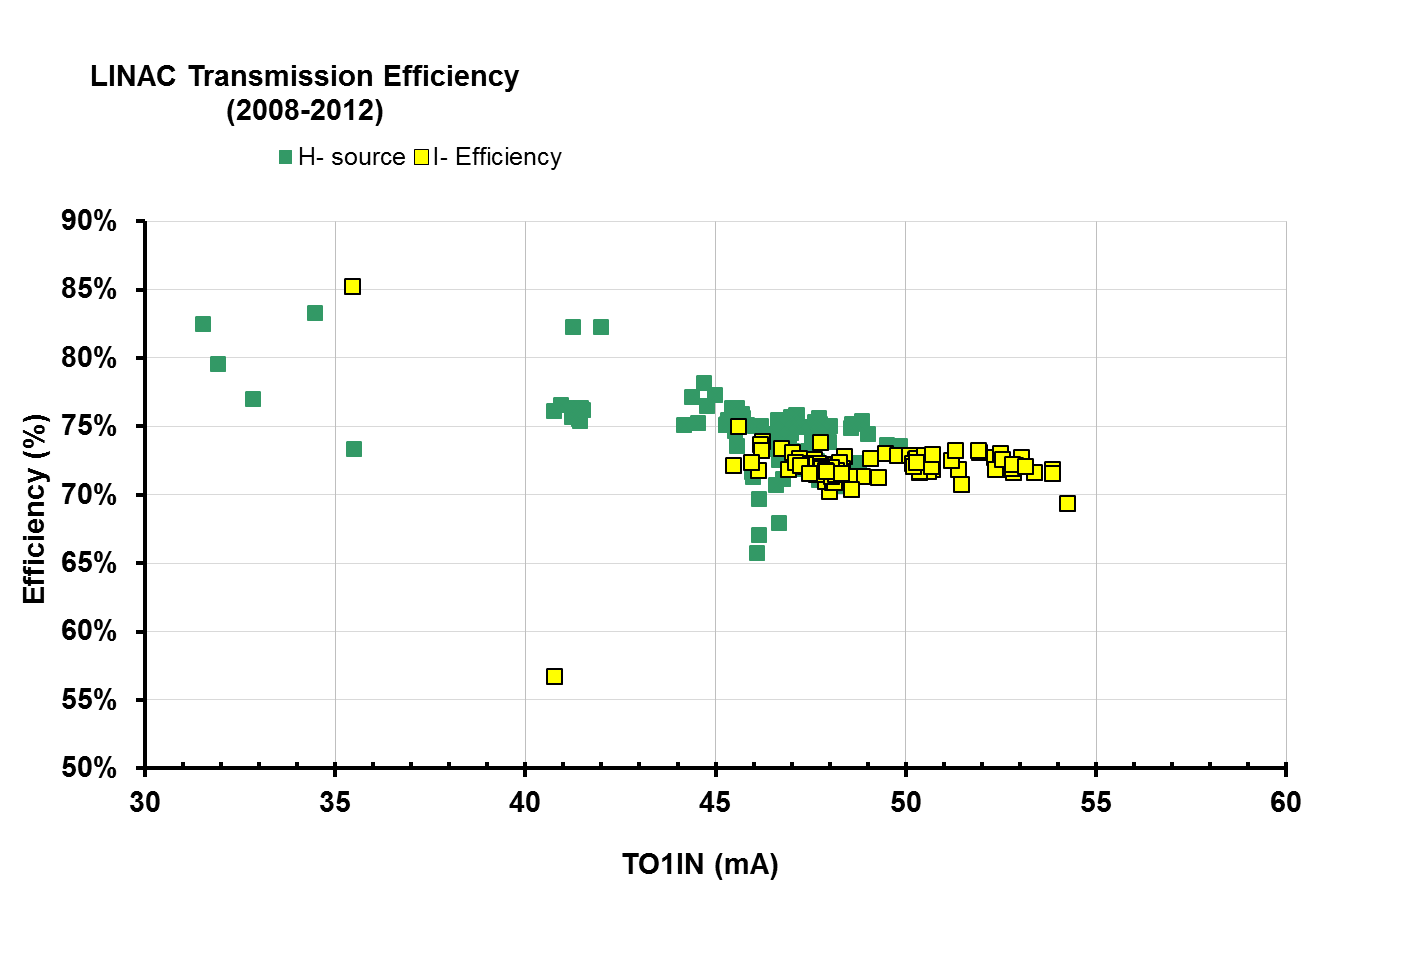 LINAC Transmission Efficiency
(2008-2012)
H- source I- Efficiency
90%
85%
80%
75%
70%
65%
60%
55%
50%
Efficiency (%)
30 35 40 45 50 55 60
TO1IN (mA)